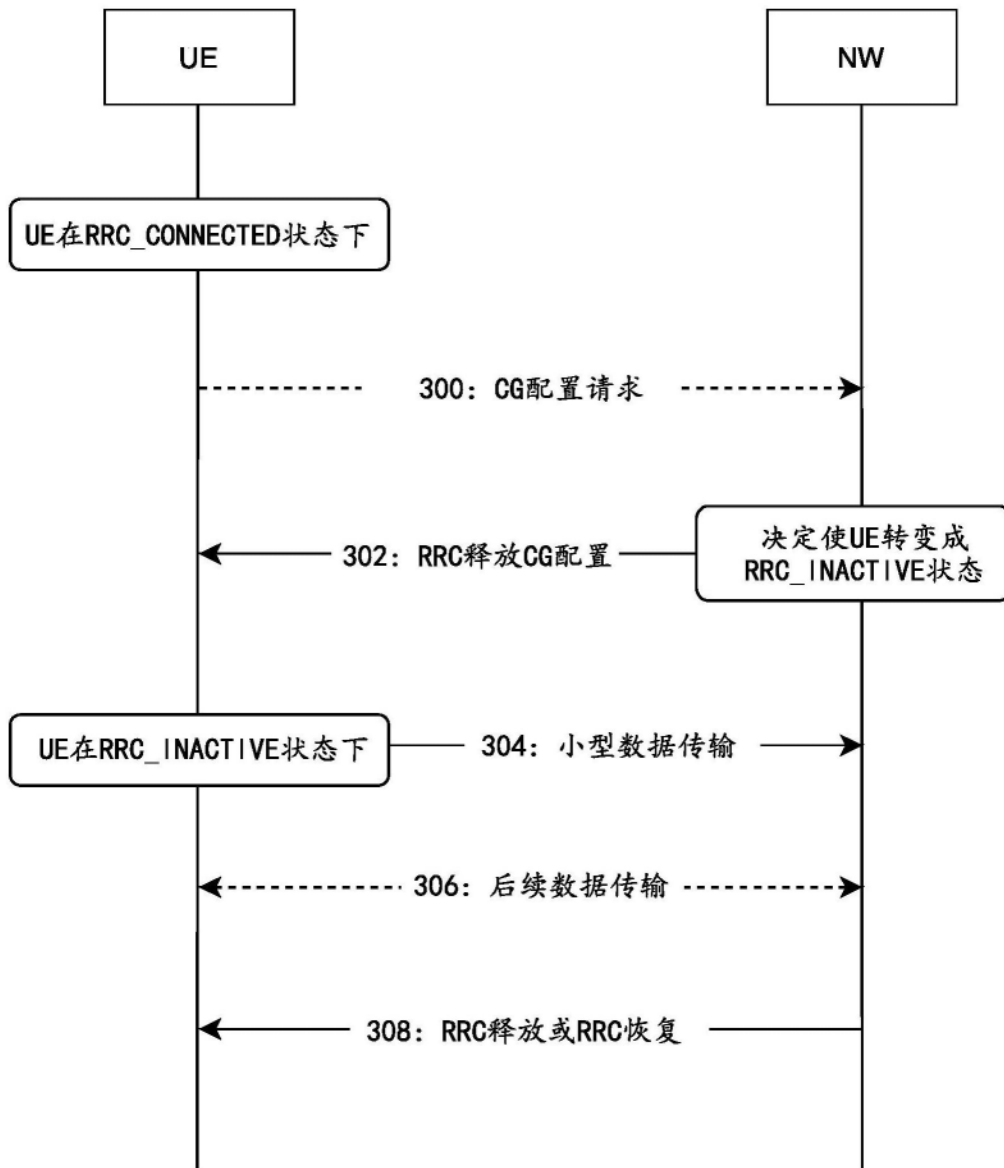 UE
NW
UE在RRC_CONNECTED状态下
300：CG配置请求
决定使UE转变成
RRC_INACTIVE状态
302：RRC释放CG配置
UE在RRC_INACTIVE状态下
304：小型数据传输
306：后续数据传输
308：RRC释放或RRC恢复